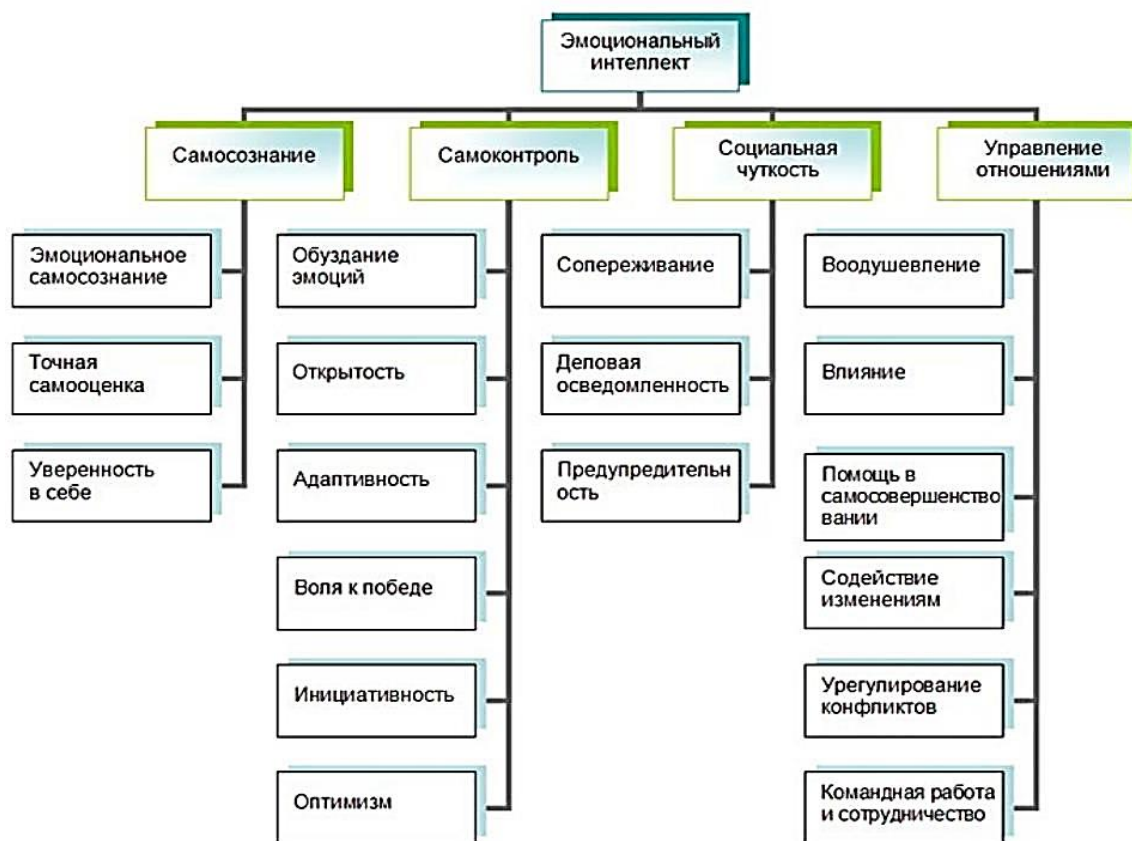 Эмоциональный
интеллект
Самосознание
Самоконтроль
Социальная
чуткость
Управление
отношениями
Эмоциональное
самосознание
Точная
самооценка
Уверенность
в себе
Обуздание
эмоций
Открытость
Адаптивность
Воля к победе
Инициативность
Оптимизм
Сопереживание
Деловая
осведомленность
Предупредительн
ость
Воодушевление
Влияние
Помощь в
самосовершенство
вании
Содействие
изменениям
Урегулирование
конфликтов
Командная работа
и сотрудничество